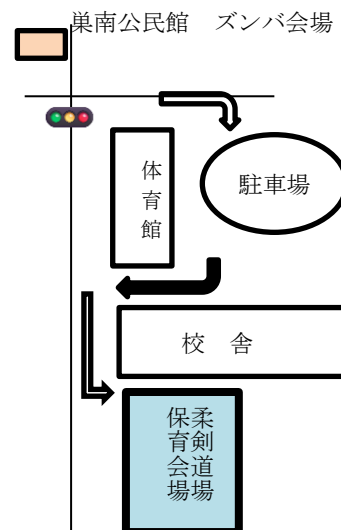 巣南公民館　ズンバ会場
体育館
駐車場
校　舎
柔剣道場
保育会場